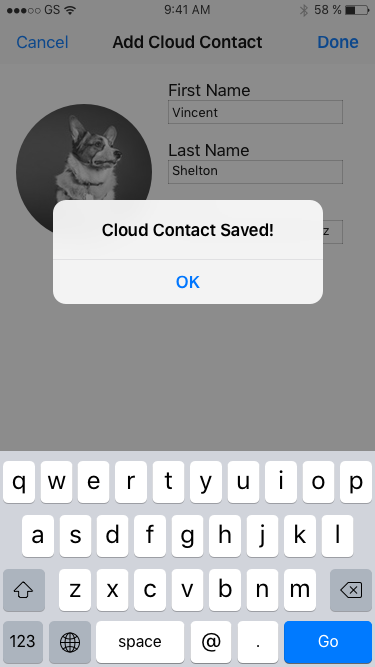 GS 9:41 AM 58 %
Cancel Add Cloud Contact Done
First Name
Vincent
Last Name
Shelton
z
Cloud Contact Saved!
OK
q w e r t y u i o p
a s d f g h j k l
z x c v b n m
123 space @ . Go